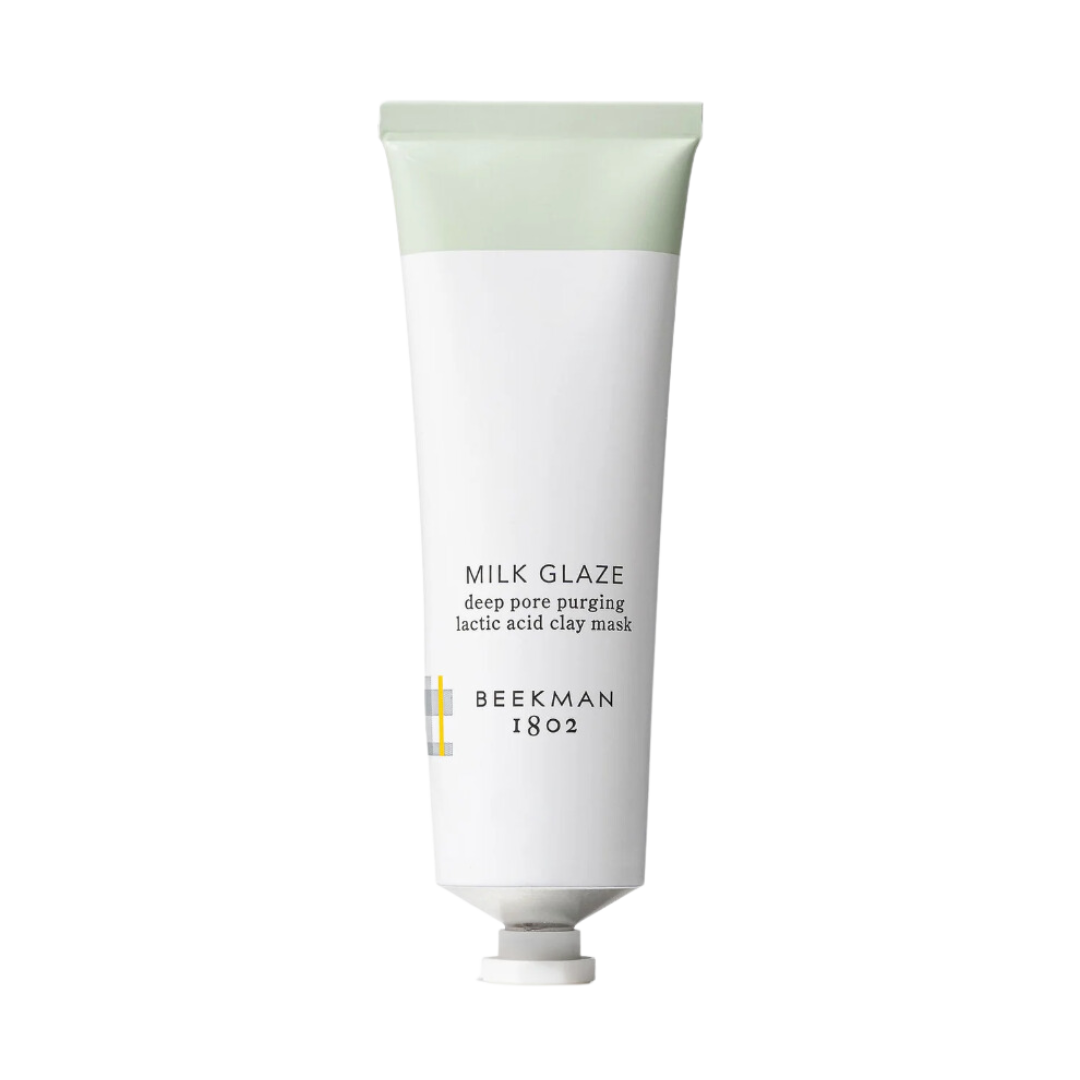 MILK GLAZE
deep pore purging
lactic acid clay mask
BEEKMAN
1802